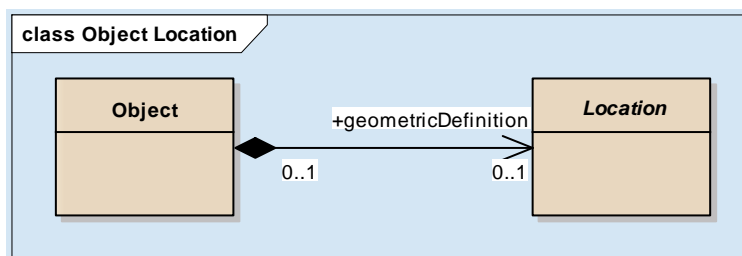 class Object Location
Object
Location
+geometricDefinition
0..1
0..1